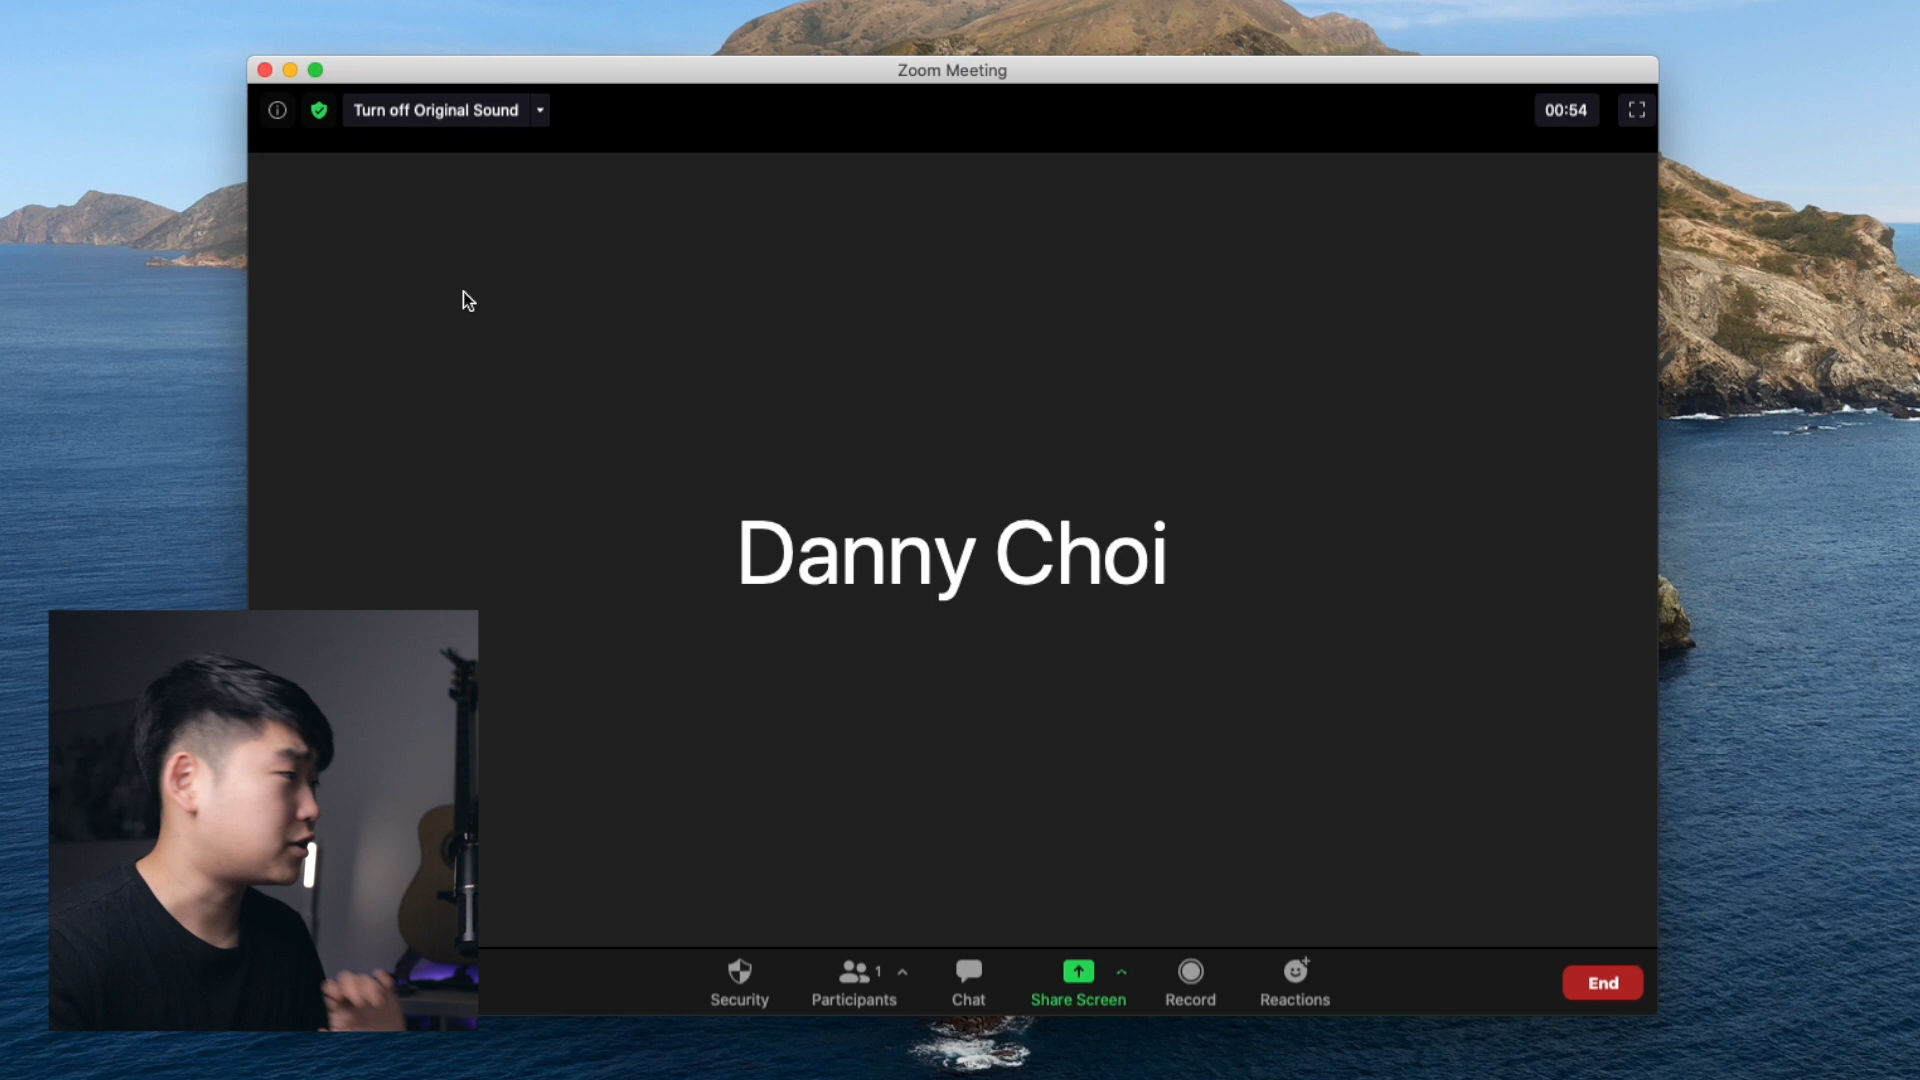 Zoom Meeting
Turn off Original Sound
00:54
Danny Choi
1
Security
Participants
Chat
Share Screen
Record
Reactions
End